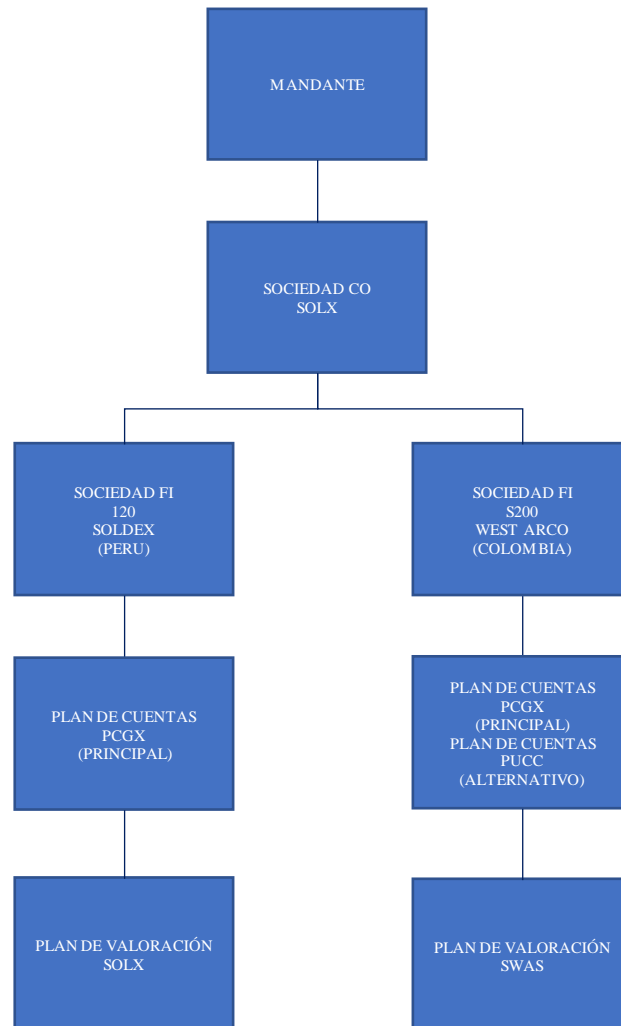 MANDANTE
SOCIEDAD CO
SOLX
SOCIEDAD FI
120
SOLDEX
(PERU)
SOCIEDAD FI
S200
WEST ARCO
(COLOMBIA)
PLAN DE CUENTAS
PCGX
(PRINCIPAL)
PLAN DE CUENTAS
PCGX
(PRINCIPAL)
PLAN DE CUENTAS
PUCC
(ALTERNATIVO)
PLAN DE VALORACIÓN
SOLX
PLAN DE VALORACIÓN
SWAS